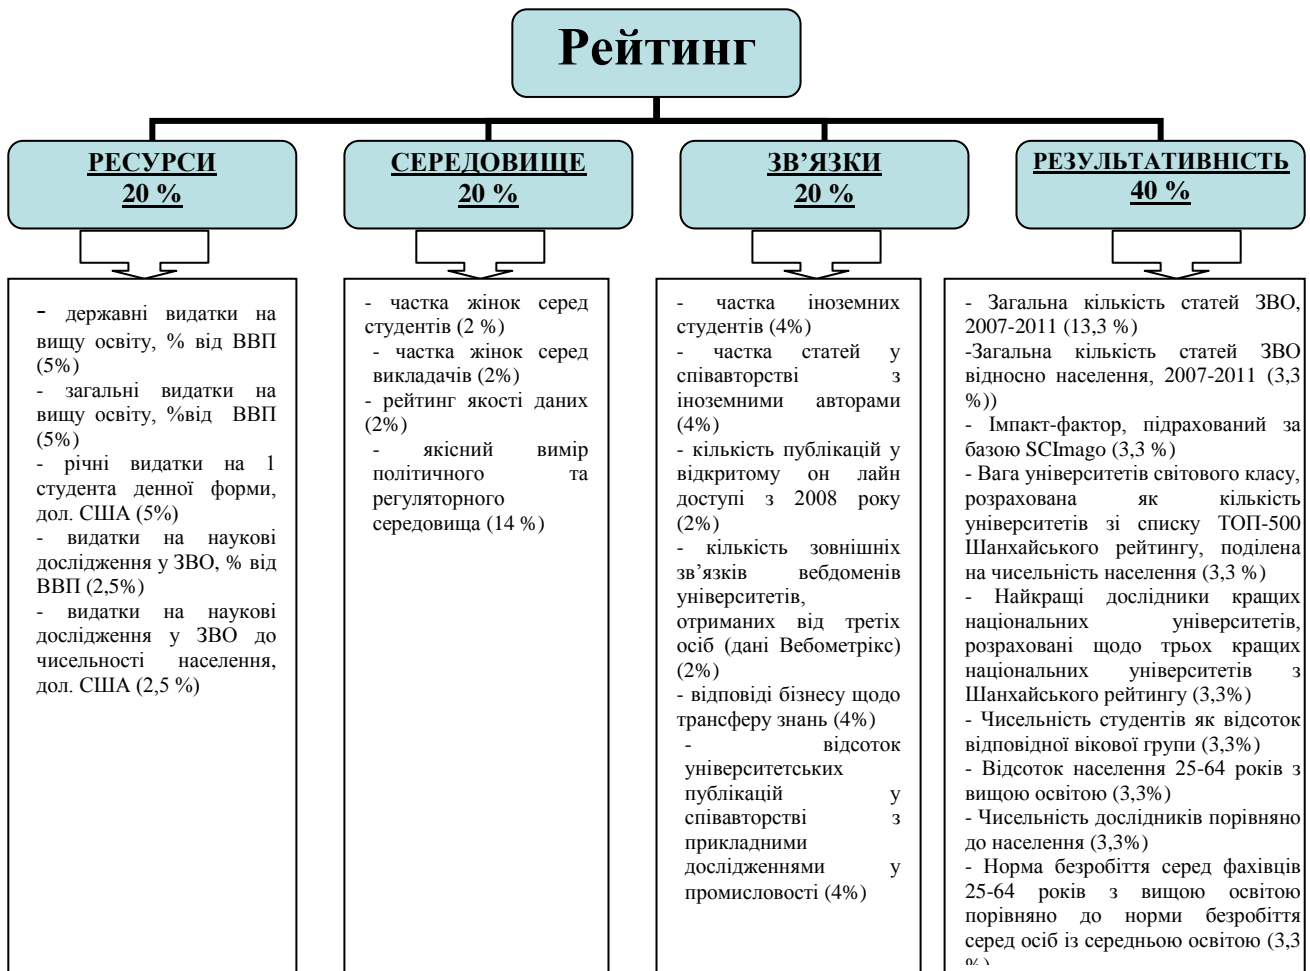 Рейтинг
РЕСУРСИ
20 %
СЕРЕДОВИЩЕ
20 %
ЗВ’ЯЗКИ
20 %
РЕЗУЛЬТАТИВНІСТЬ
40 %
- державні видатки на
вищу освіту, % від ВВП
(5%)
- загальні видатки на
вищу освіту, %від ВВП
(5%)
- річні видатки на 1
студента денної форми,
дол. США (5%)
- видатки на наукові
дослідження у ЗВО, % від
ВВП (2,5%)
- видатки на наукові
дослідження у ЗВО до
чисельності населення,
дол. США (2,5 %)
- частка жінок серед
студентів (2 %)
- частка жінок серед
викладачів (2%)
- рейтинг якості даних
(2%)
- якісний вимір
політичного та
регуляторного
середовища (14 %)
- частка іноземних
студентів (4%)
- частка статей у
співавторстві з
іноземними авторами
(4%)
- кількість публікацій у
відкритому он лайн
доступі з 2008 року
(2%)
- кількість зовнішніх
зв’язків вебдоменів
університетів,
отриманих від третіх
осіб (дані Вебометрікс)
(2%)
- відповіді бізнесу щодо
трансферу знань (4%)
- відсоток
університетських
публікацій у
співавторстві з
прикладними
дослідженнями у
промисловості (4%)
- Загальна кількість статей ЗВО,
2007-2011 (13,3 %)
-Загальна кількість статей ЗВО
відносно населення, 2007-2011 (3,3
%))
- Імпакт-фактор, підрахований за
базою SCImago (3,3 %)
- Вага університетів світового класу,
розрахована як кількість
університетів зі списку ТОП-500
Шанхайського рейтингу, поділена
на чисельність населення (3,3 %)
- Найкращі дослідники кращих
національних університетів,
розраховані щодо трьох кращих
національних університетів з
Шанхайського рейтингу (3,3%)
- Чисельність студентів як відсоток
відповідної вікової групи (3,3%)
- Відсоток населення 25-64 років з
вищою освітою (3,3%)
- Чисельність дослідників порівняно
до населення (3,3%)
- Норма безробіття серед фахівців
25-64 років з вищою освітою
порівняно до норми безробіття
серед осіб із середньою освітою (3,3
%)